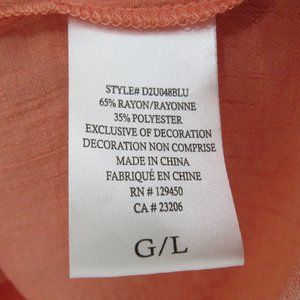 STYLE# D2U048BLU
65% RAYON/RAYONNE
35% POLYESTER
EXCLUSIVE OF DECORATION
DECORATION NON COMPRISE
MADE IN CHINA
FABRIQUÉ EN CHINE
RN # 129450
CA # 23206
G/L